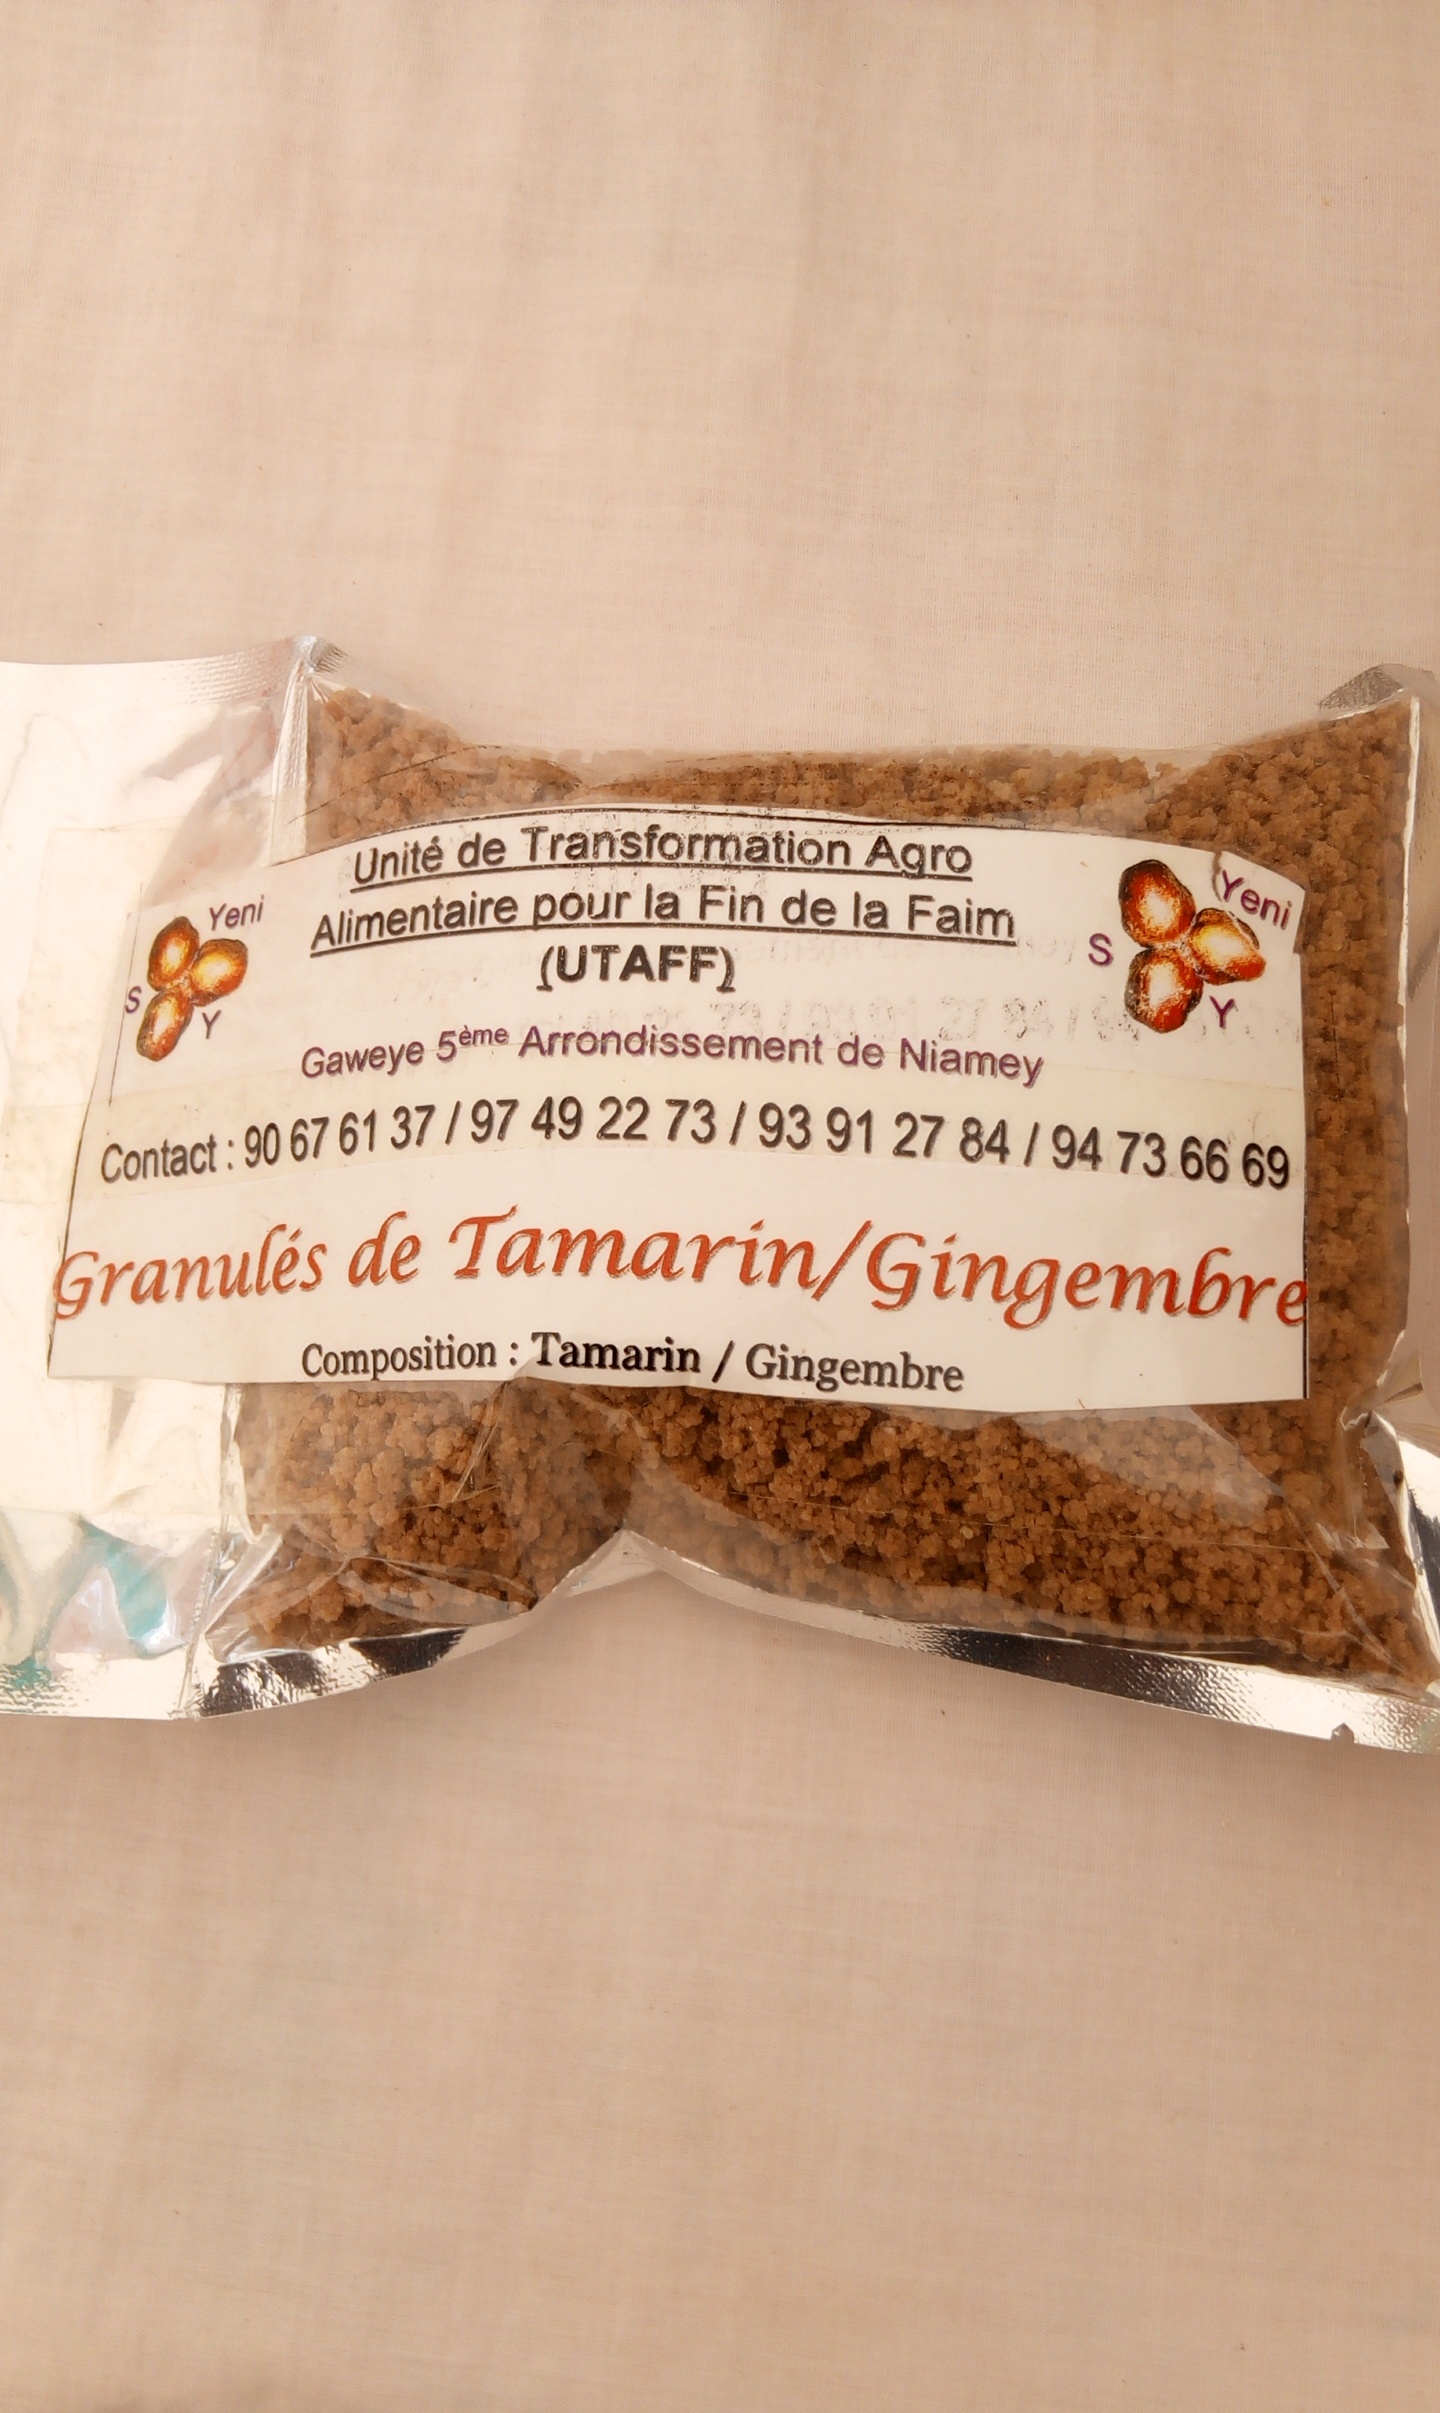 Unité de Transformation Agro
Alimentaire pour la Fin de la Faim
(UTAFF)
Yeni
S
Y
Yeni
S
Y
Gaweye 5ème Arrondissement de Niamey
Contact : 90 67 61 37 / 97 49 22 73 / 93 91 27 84 / 94 73 66 69
Granulés de Tamarin/Gingembre
Composition : Tamarin / Gingembre